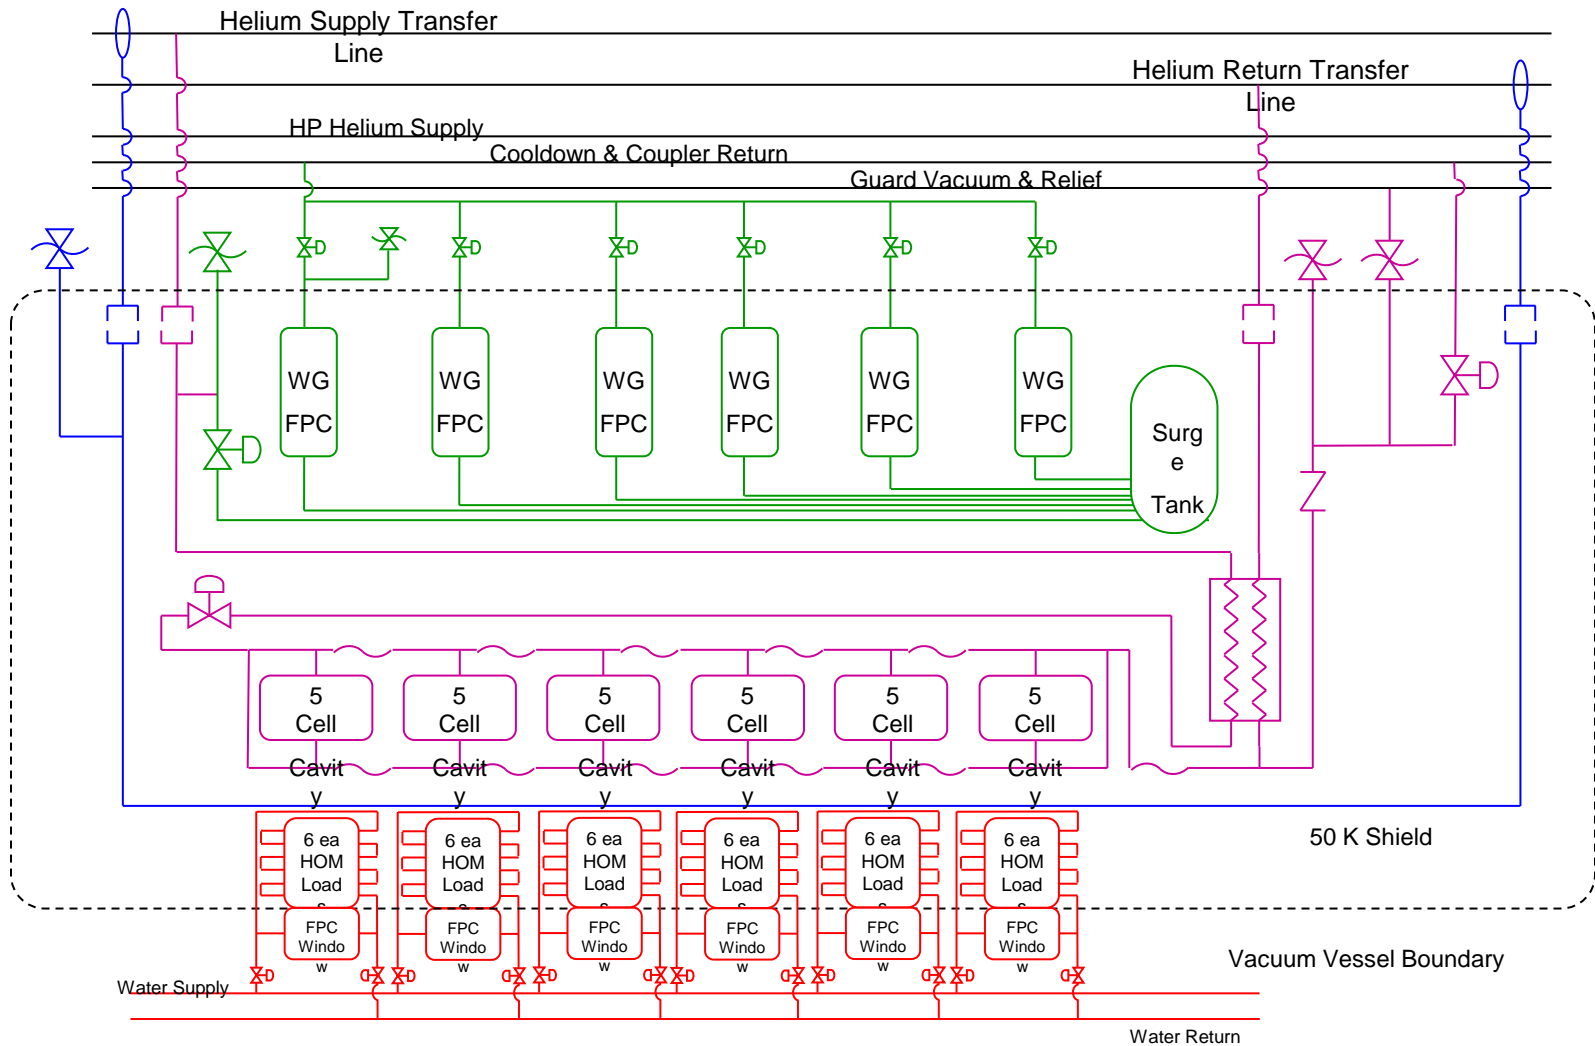 Helium Supply Transfer
Line
Helium Return Transfer
Line
HP Helium Supply
Cooldown & Coupler Return
Guard Vacuum & Relief
WG
FPC
WG
FPC
WG
FPC
WG
FPC
WG
FPC
WG
FPC
Surg
e
Tank
5
Cell
Cavit
y
5
Cell
Cavit
y
5
Cell
Cavit
y
5
Cell
Cavit
y
5
Cell
Cavit
y
5
Cell
Cavit
y
6 ea
HOM
Load
s
6 ea
HOM
Load
s
6 ea
HOM
Load
s
6 ea
HOM
Load
s
6 ea
HOM
Load
s
6 ea
HOM
Load
s
50 K Shield
FPC
Windo
w
FPC
Windo
w
FPC
Windo
w
FPC
Windo
w
FPC
Windo
w
FPC
Windo
w
Vacuum Vessel Boundary
Water Supply
Water Return